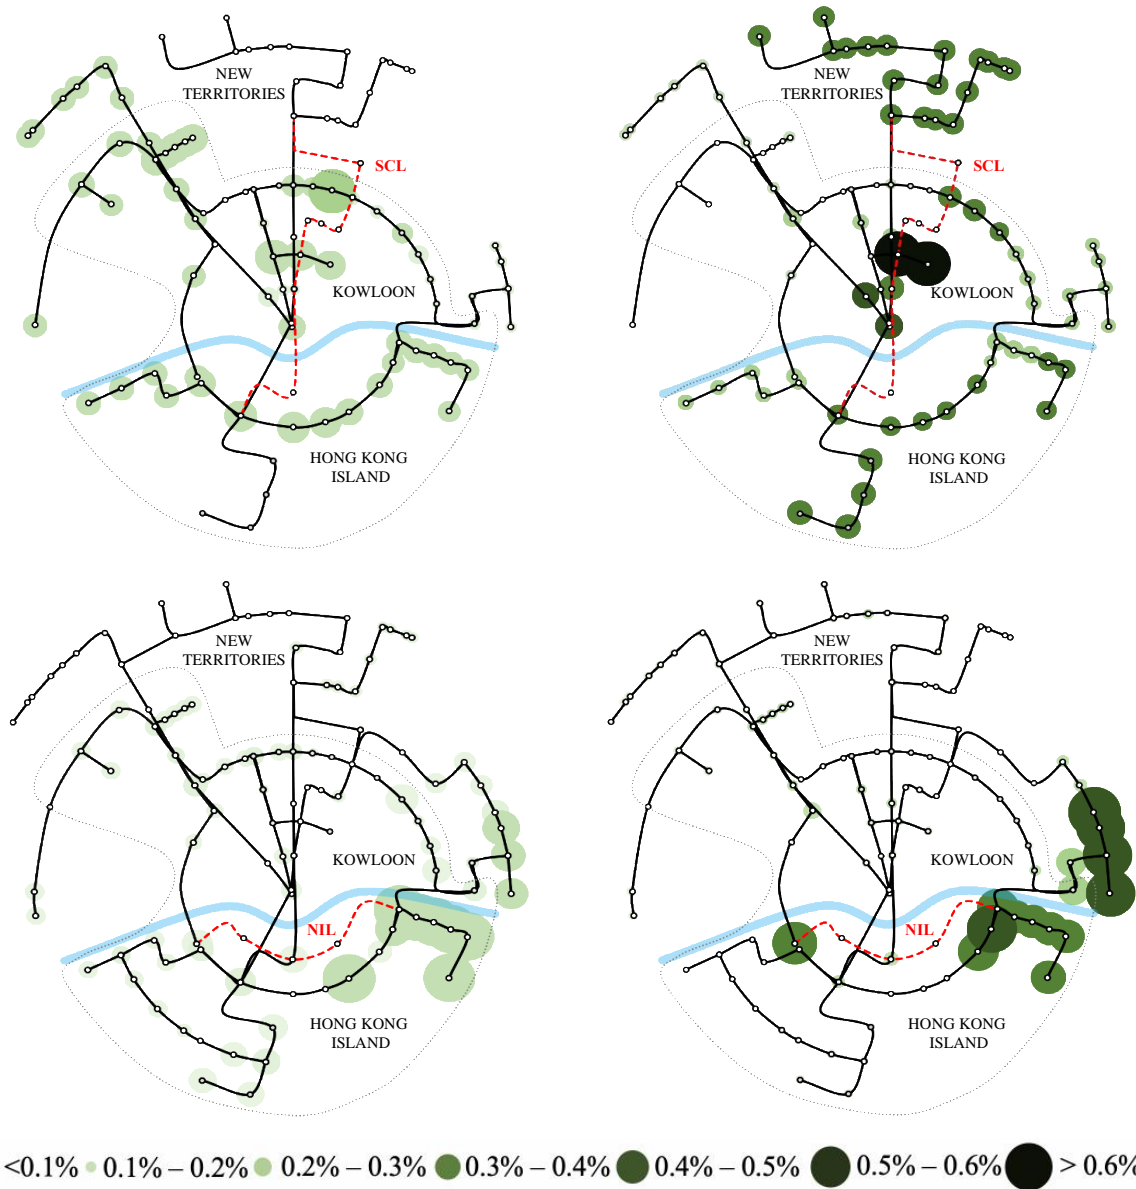 NEW
TERRITORIES
SCL
KOWLOON
HONG KONG
ISLAND
NEW
TERRITORIES
SCL
KOWLOON
HONG KONG
ISLAND
NEW
TERRITORIES
KOWLOON
NIL
HONG KONG
ISLAND
NEW
TERRITORIES
KOWLOON
NIL
HONG KONG
ISLAND
<0.1% 0.1% – 0.2% 0.2% – 0.3% 0.3% – 0.4% 0.4% – 0.5% 0.5% – 0.6% > 0.6%